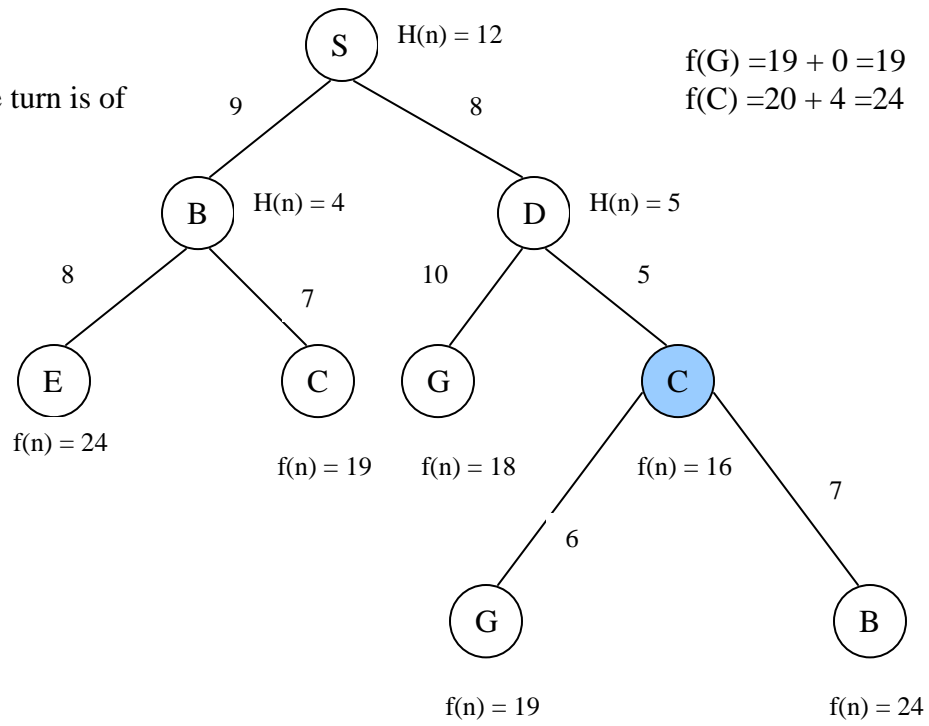 S
H(n) = 12
f(G) =19 + 0 =19
f(C) =20 + 4 =24
turn is of
9
8
B
H(n) = 4
D
H(n) = 5
8
7
10
5
E
C
G
C
f(n) = 24
f(n) = 19
f(n) = 18
f(n) = 16
7
6
G
B
f(n) = 19
f(n) = 24